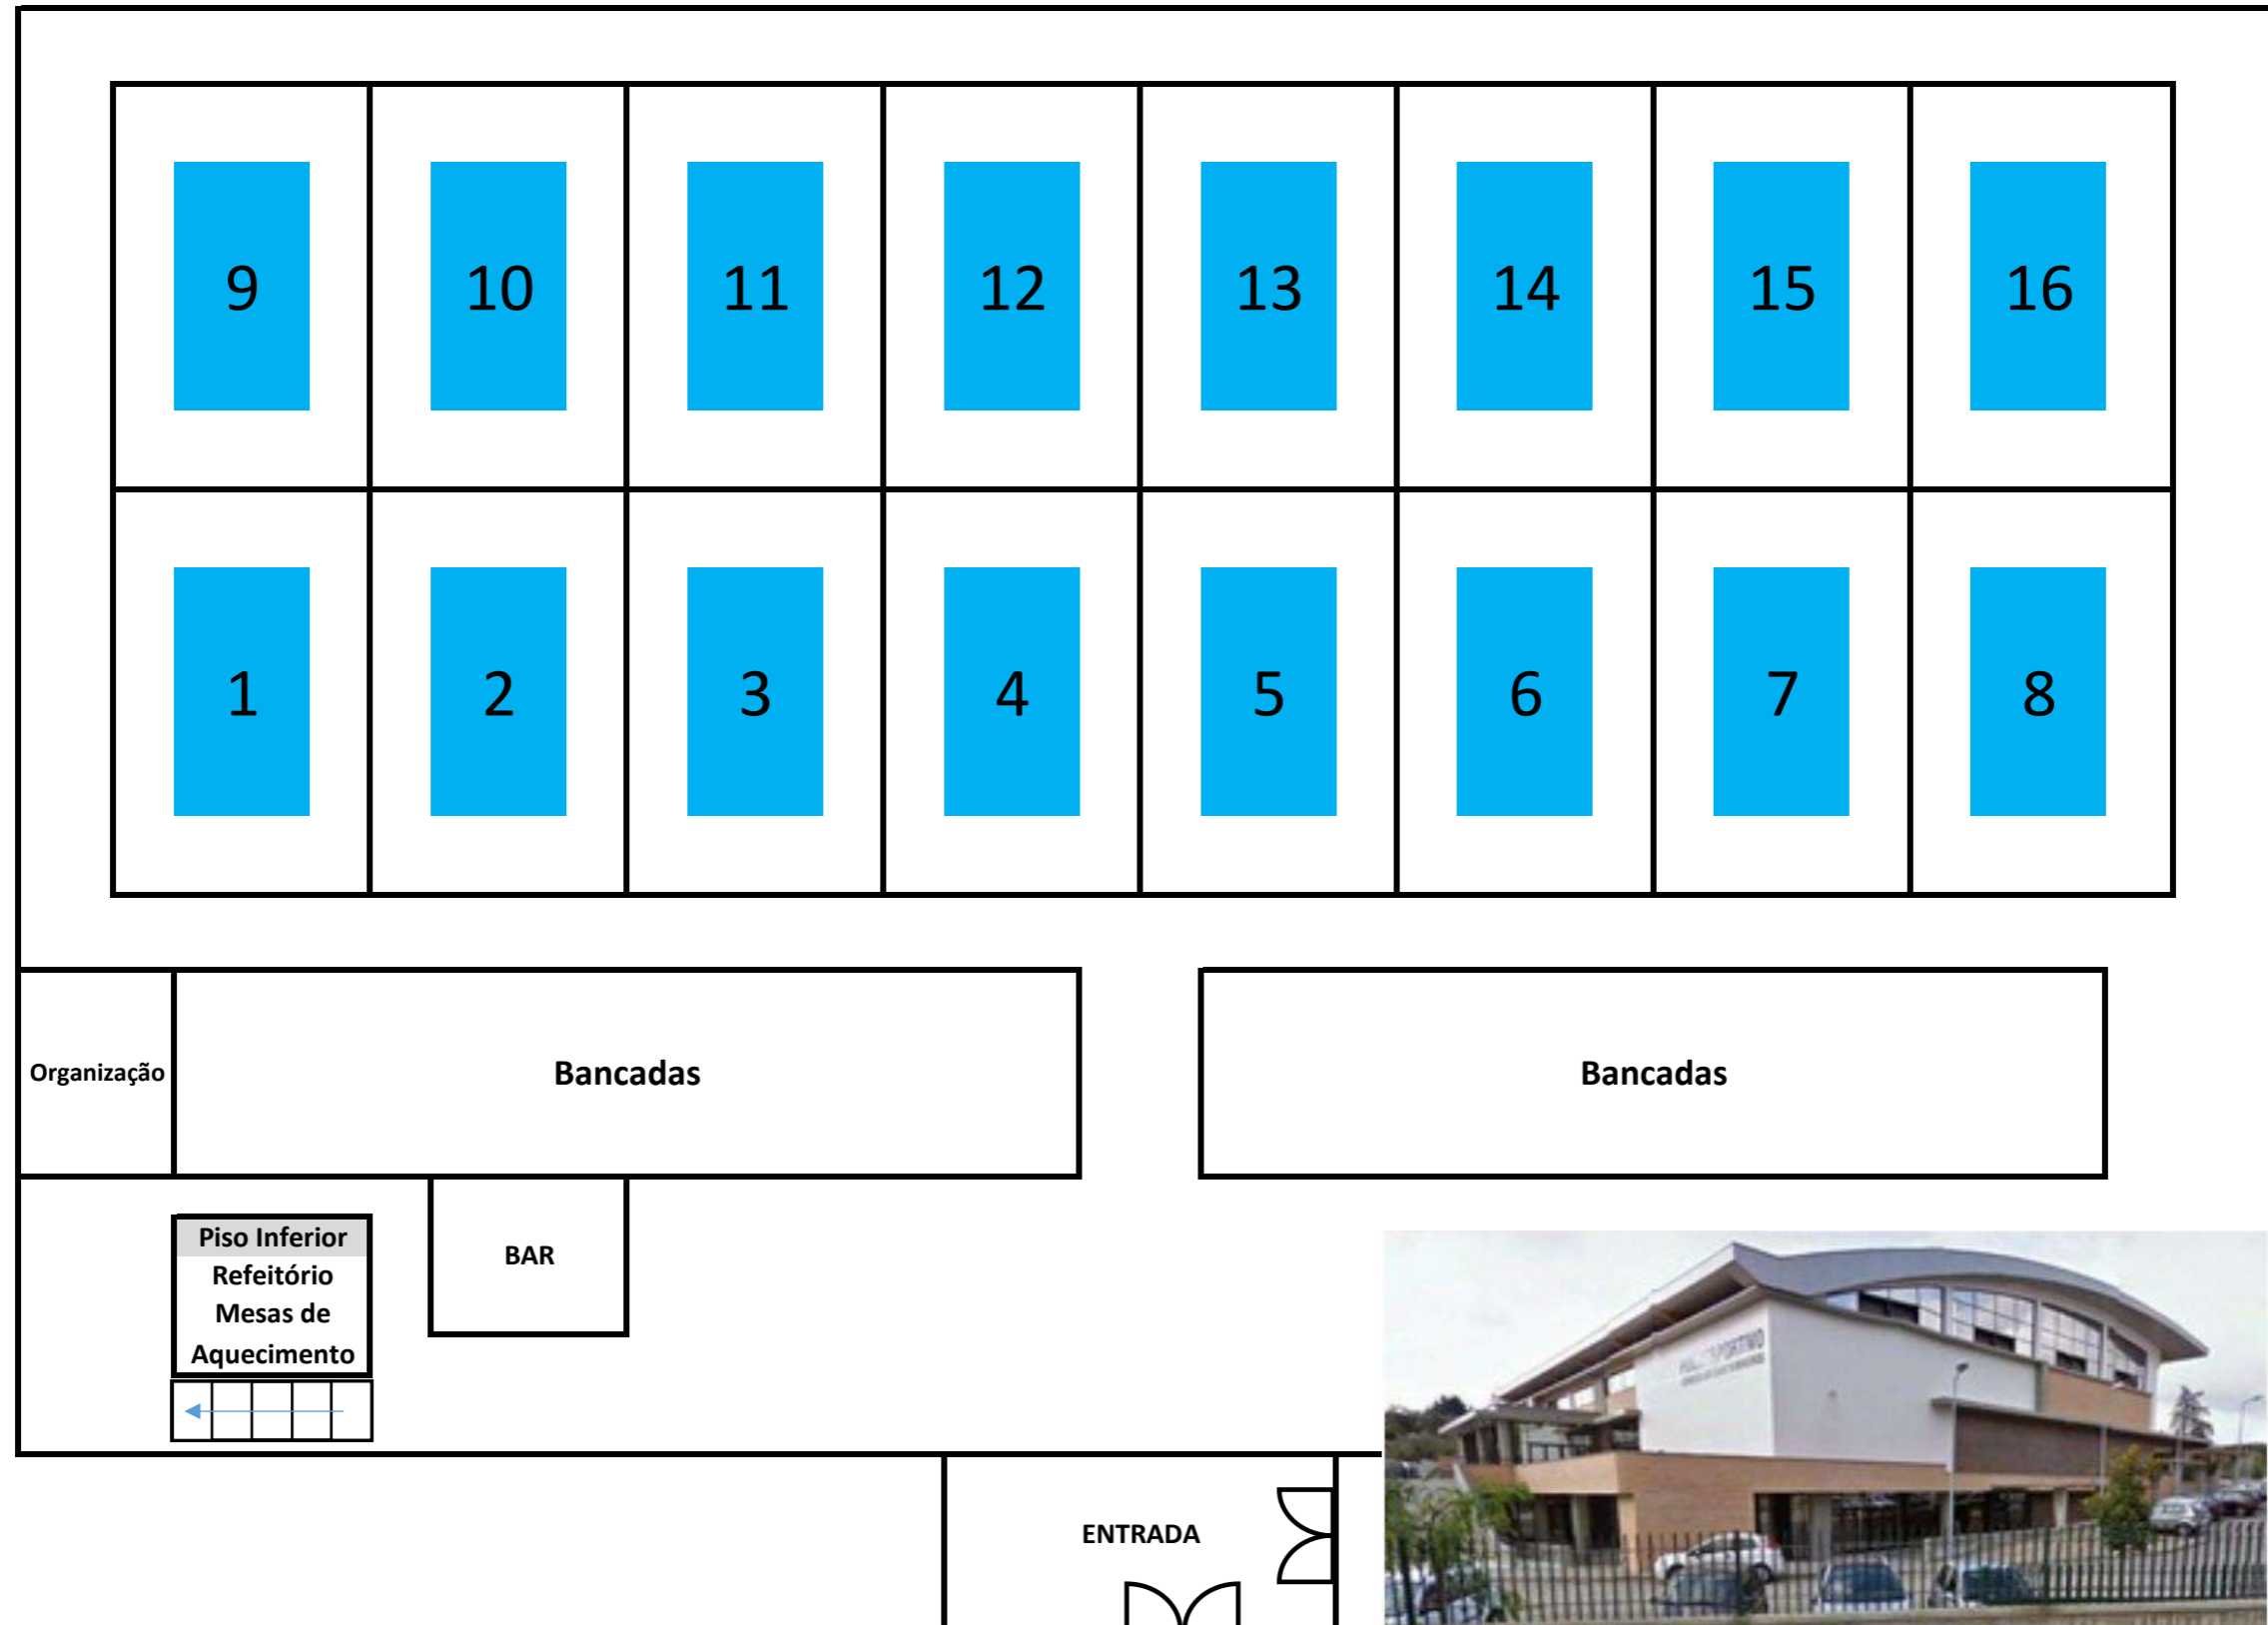 9 10 11 12 13 14 15 16
1 2 3 4 5 6 7 8
Organização
Bancadas
Bancadas
Piso Inferior
Refeitório
Mesas de
Aquecimento
BAR
ENTRADA